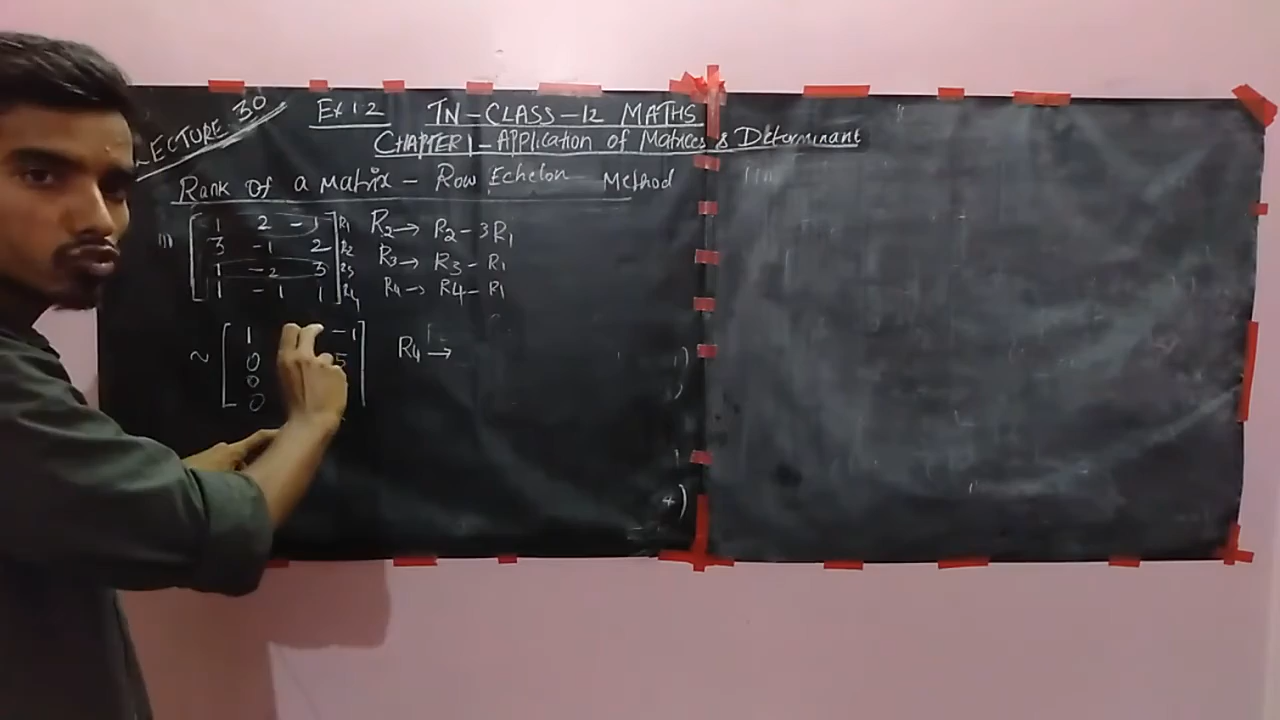 LECTURE 30
Ex 1.2 TN-CLASS-12 MATHS
CHAPTER 1 - Application of Matrices & Determinant
Rank of a matrix - Row Echelon Method
1 2 -1 R1 R2 → R2 - 3R1
3 -1 2 R2 R3 → R3 - R1
1 -2 3 R3 R4 → R4 - R1
1 -1 1 R4
~ 1 -1 R4 →
0 5
0
0